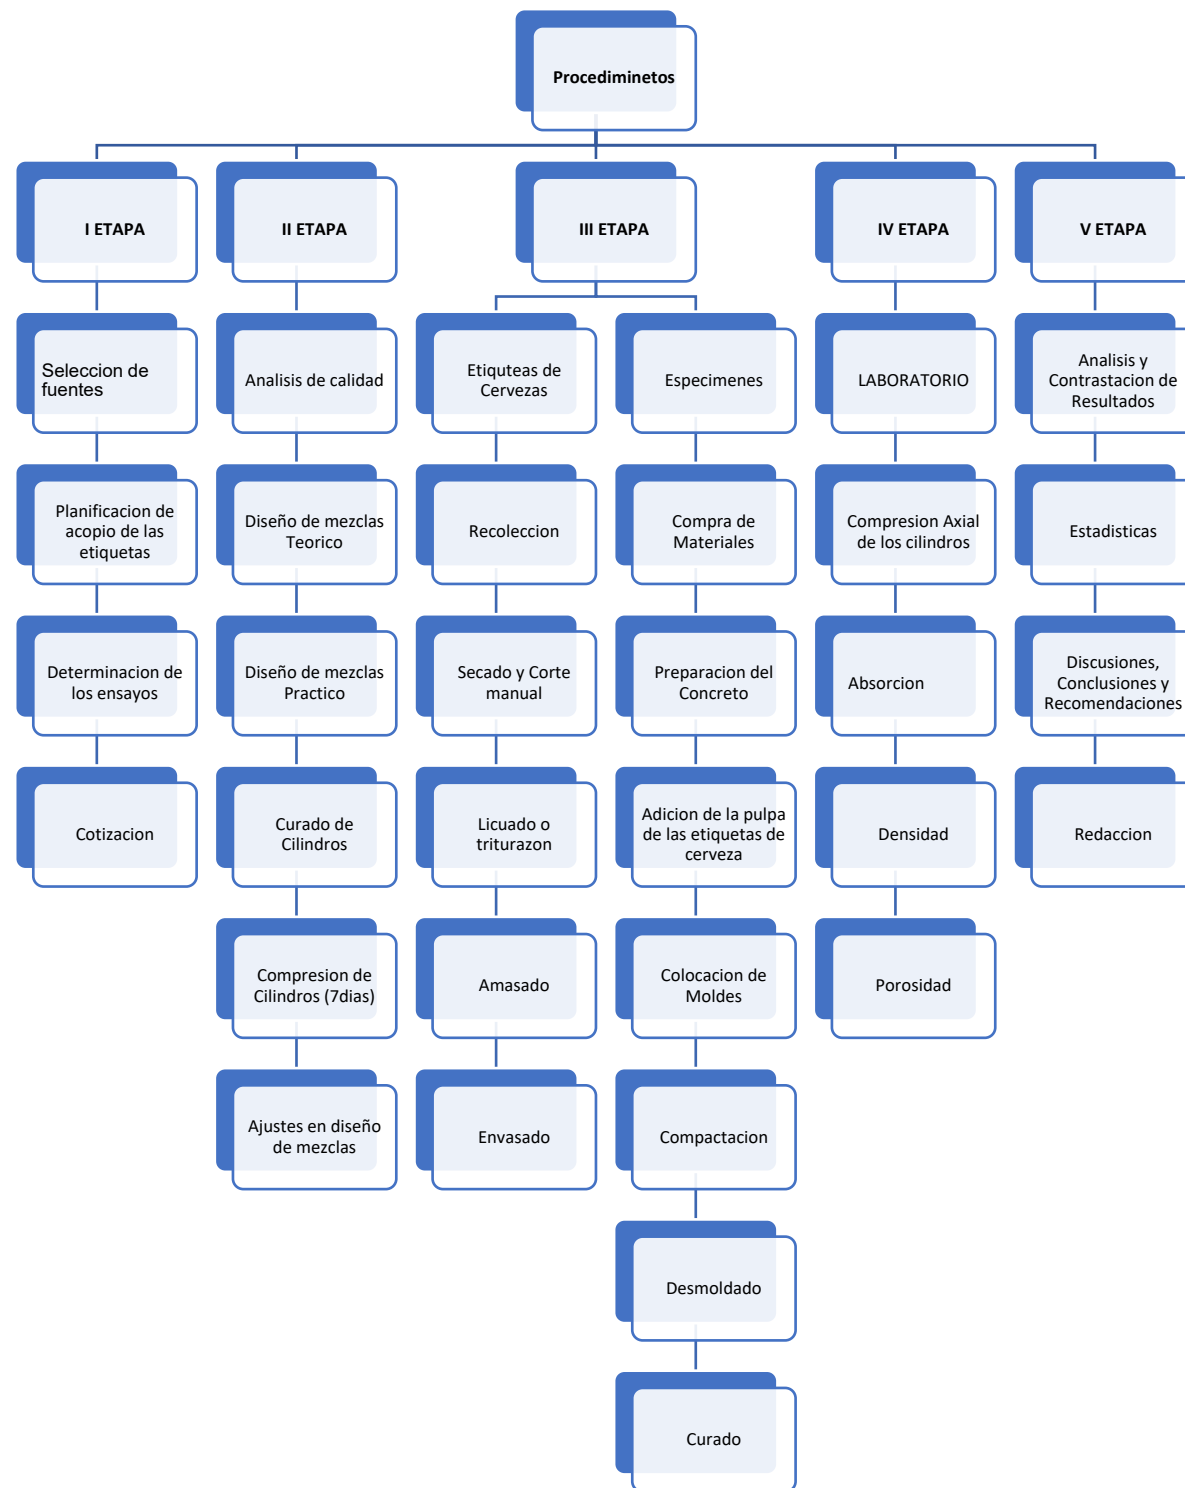 Procediminetos
I ETAPA
II ETAPA
III ETAPA
IV ETAPA
V ETAPA
Seleccion de
fuentes
Analisis de calidad
Etiquteas de
Cervezas
Especimenes
LABORATORIO
Analisis y
Contrastacion de
Resultados
Planificacion de
acopio de las
etiquetas
Diseño de mezclas
Teorico
Recoleccion
Compra de
Materiales
Compresion Axial
de los cilindros
Estadisticas
Determinacion de
los ensayos
Diseño de mezclas
Practico
Secado y Corte
manual
Preparacion del
Concreto
Absorcion
Discusiones,
Conclusiones y
Recomendaciones
Cotizacion
Curado de
Cilindros
Licuado o
triturazon
Adicion de la pulpa
de las etiquetas de
cerveza
Densidad
Redaccion
Compresion de
Cilindros (7dias)
Amasado
Colocacion de
Moldes
Porosidad
Ajustes en diseño
de mezclas
Envasado
Compactacion
Desmoldado
Curado